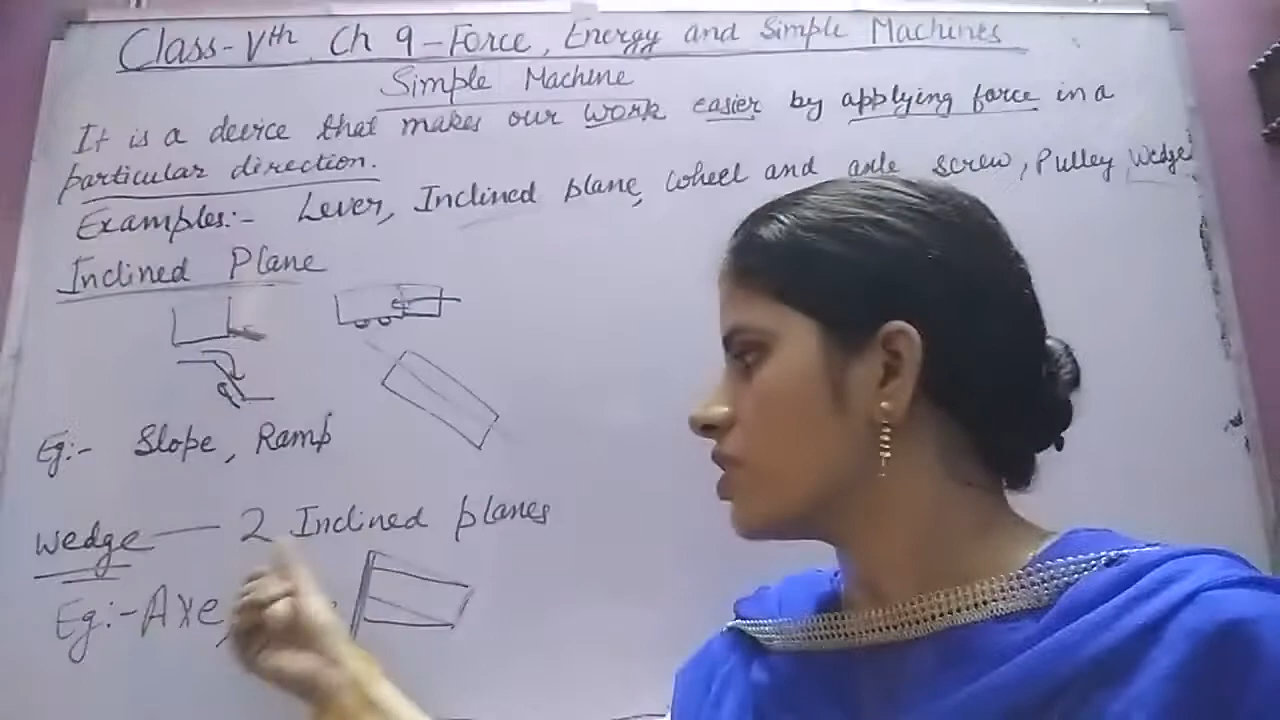 Class-Vth Ch 9-Force, Energy and Simple Machines
Simple Machine
It is a device that makes our work easier by applying force in a
particular direction.
Examples:- Lever, Inclined plane, wheel and axle screw, Pulley Wedge
Inclined Plane
Eg:- Slope, Ramp
Wedge — 2 Inclined planes
Eg:- Axe,